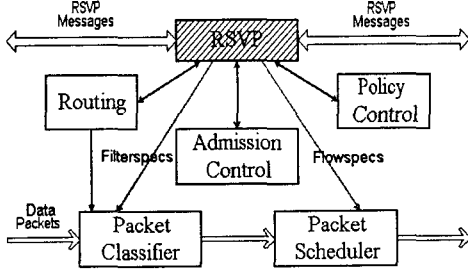 RSVP
Messages
RSVP
RSVP
Messages
Routing
Policy
Control
Admission
Control
Filterspecs
Flowspecs
Data
Packets
Packet
Classifier
Packet
Scheduler